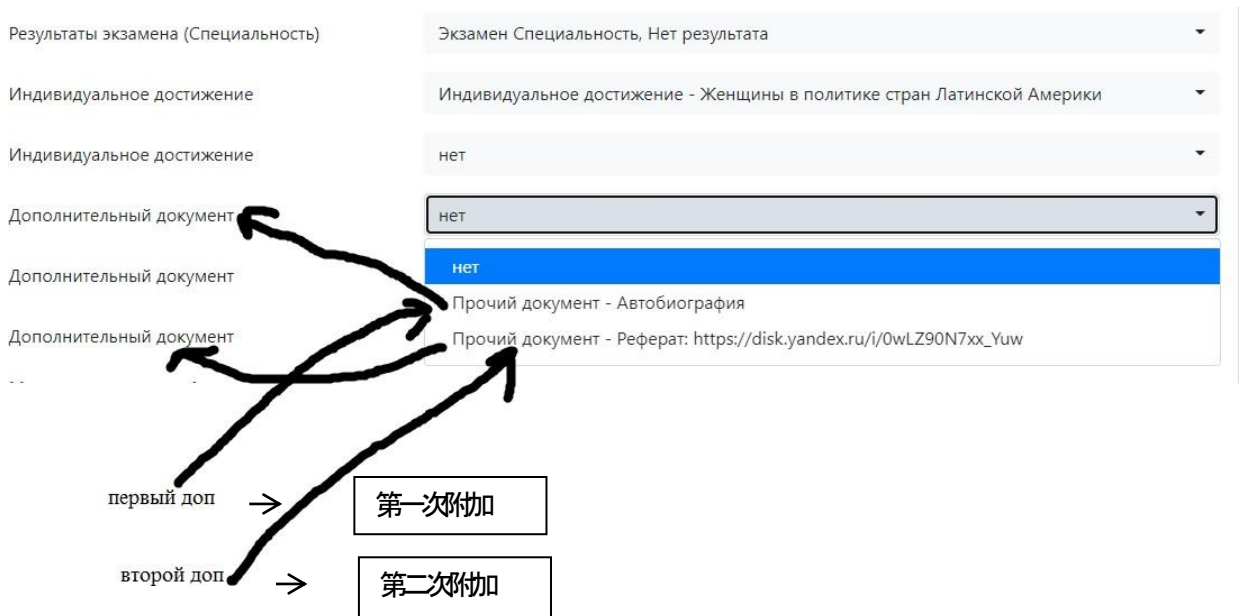 Результаты экзамена (Специальность) Экзамен Специальность, Нет результата
Индивидуальное достижение Индивидуальное достижение - Женщины в политике стран Латинской Америки
Индивидуальное достижение нет
Дополнительный документ нет
нет
Дополнительный документ
Прочий документ - Автобиография
Дополнительный документ Прочий документ - Реферат: https://disk.yandex.ru/i/0wLZ90N7xx_Yuw
первый доп → 第一次附加
второй доп → 第二次附加